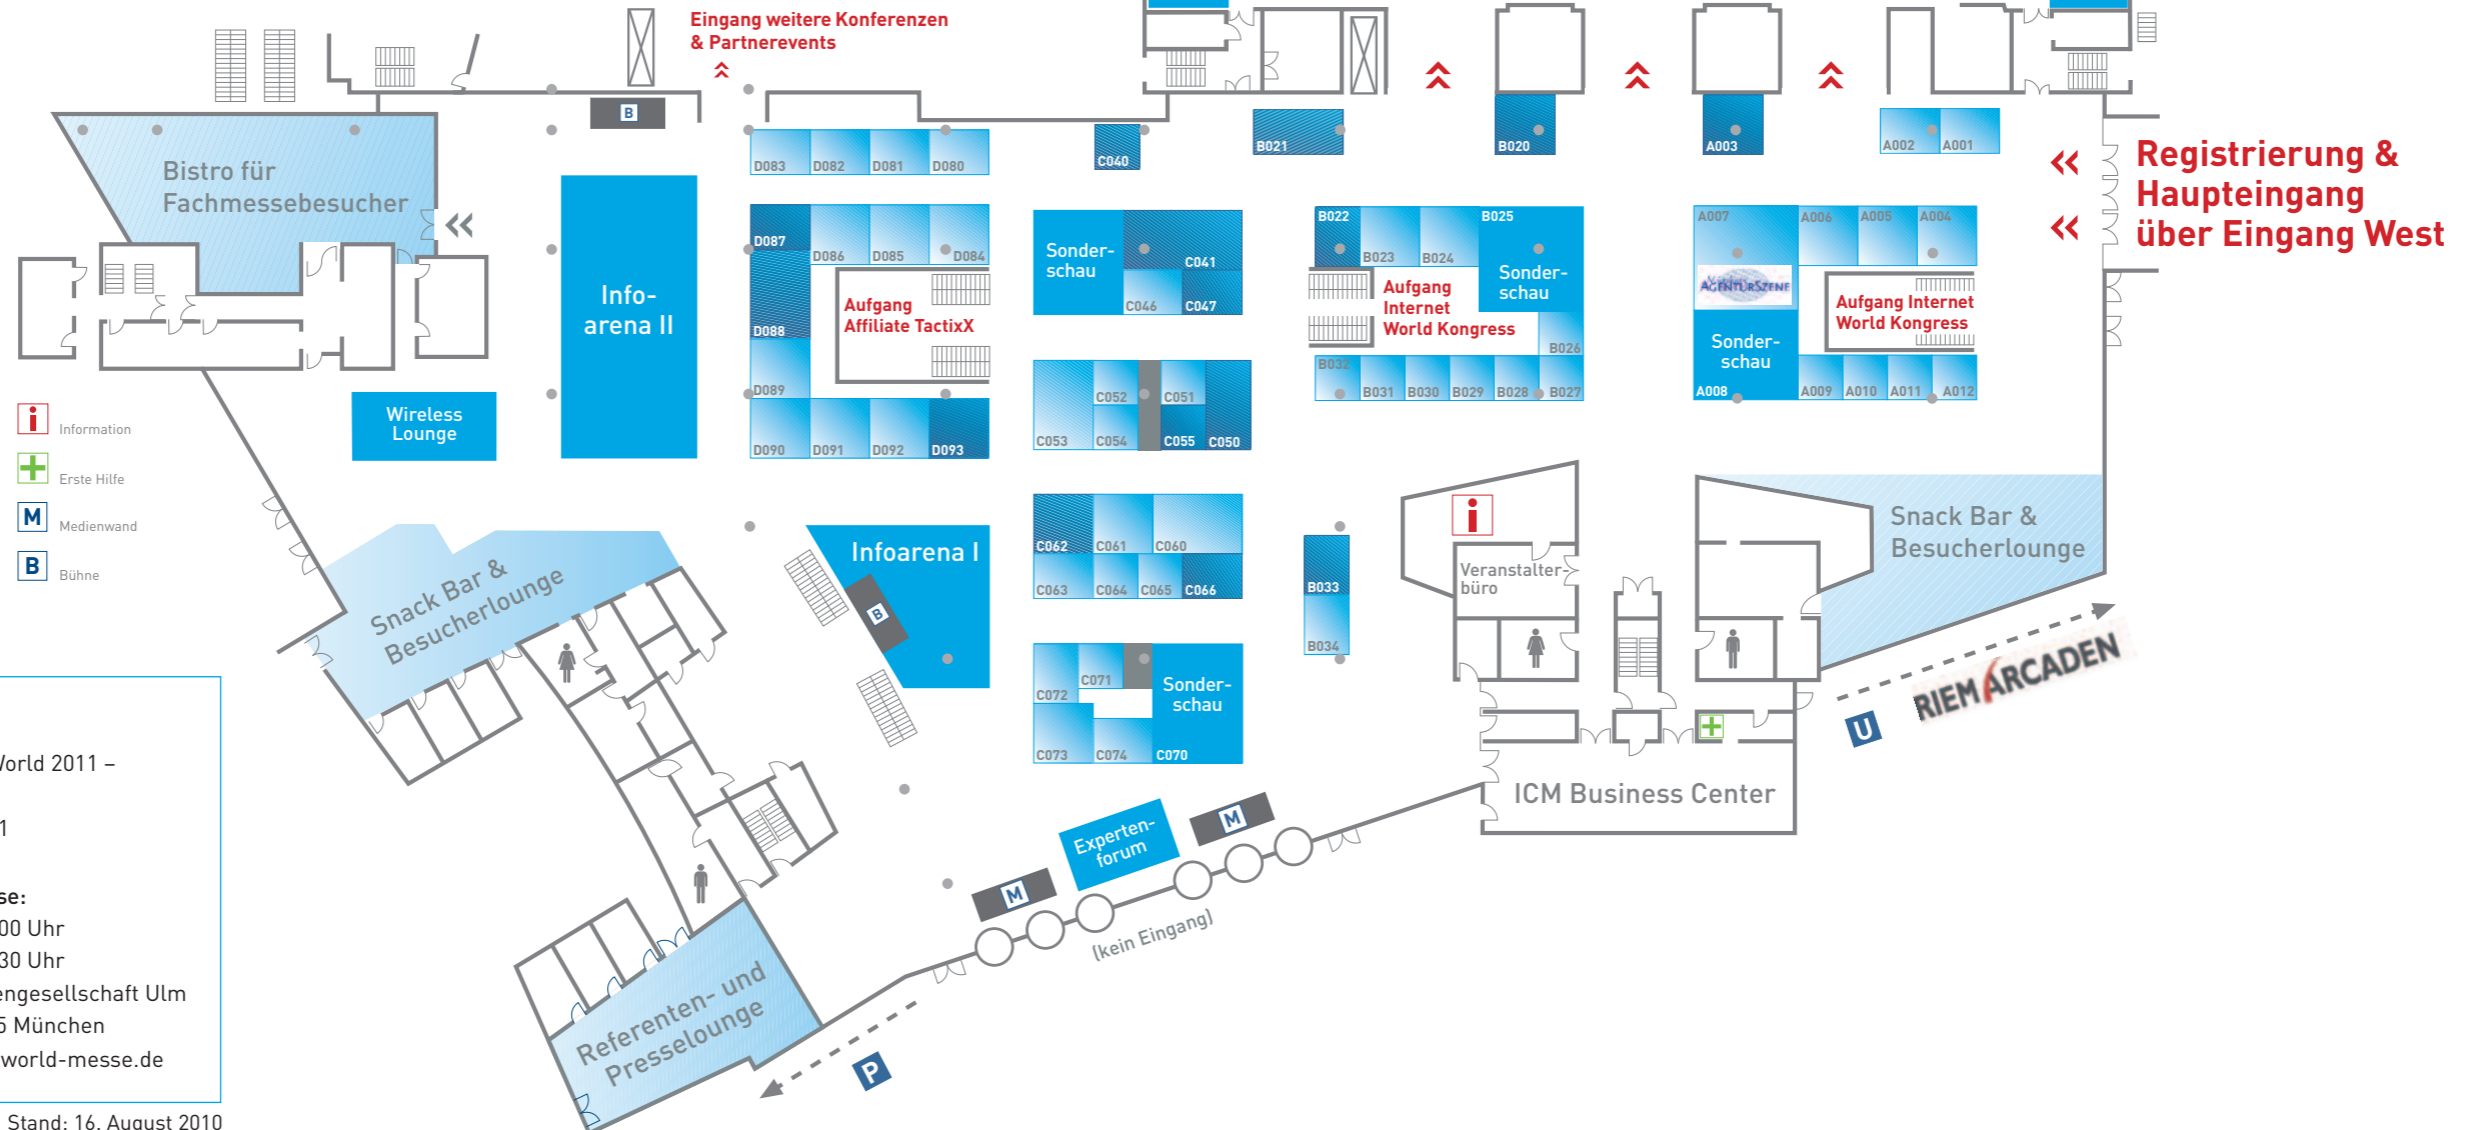 Eingang weitere Konferenzen
& Partnerevents
B
Bistro für
Fachmessebesucher
D083
D082
D081
D080
C040
B021
B020
A003
A002
A001
Registrierung &
Haupteingang
über Eingang West
Info-
arena II
D087
D086
D085
D084
D088
Aufgang
Affiliate TactixX
D089
D090
D091
D092
D093
Sonder-
schau
C041
C046
C047
B022
B023
B024
B025
Sonder-
schau
Aufgang
Internet
World Kongress
B026
B032
B031
B030
B029
B028
B027
A007
A006
A005
A004
AGENTURSZENE
Aufgang Internet
World Kongress
Sonder-
schau
A008
A009
A010
A011
A012
C052
C051
C053
C054
C055
C050
Wireless
Lounge
i Information
Erste Hilfe
M Medienwand
B Bühne
Snack Bar &
Besucherlounge
Infoarena I
B
C062
C061
C060
C063
C064
C065
C066
B033
B034
i
Veranstalter-
büro
Snack Bar &
Besucherlounge
C071
C072
Sonder-
schau
C073
C074
C070
U
RIEM ARCADEN
ICM Business Center
M
Experten-
forum
M
(kein Eingang)
Referenten- und
Presselounge
P
World 2011 –
1
se:
00 Uhr
30 Uhr
engesellschaft Ulm
5 München
world-messe.de
Stand: 16. August 2010